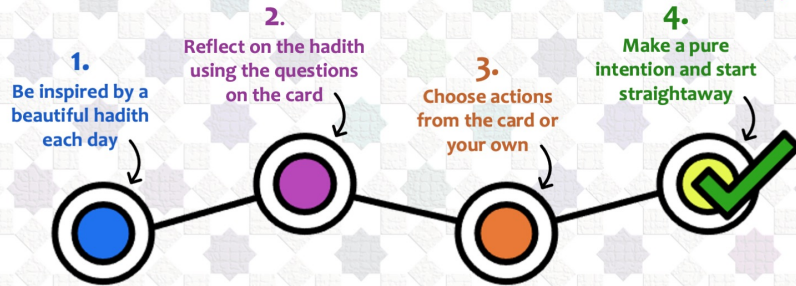 1.
Be inspired by a
beautiful hadith
each day
2.
Reflect on the hadith
using the questions
on the card
3.
Choose actions
from the card or
your own
4.
Make a pure
intention and start
straightaway